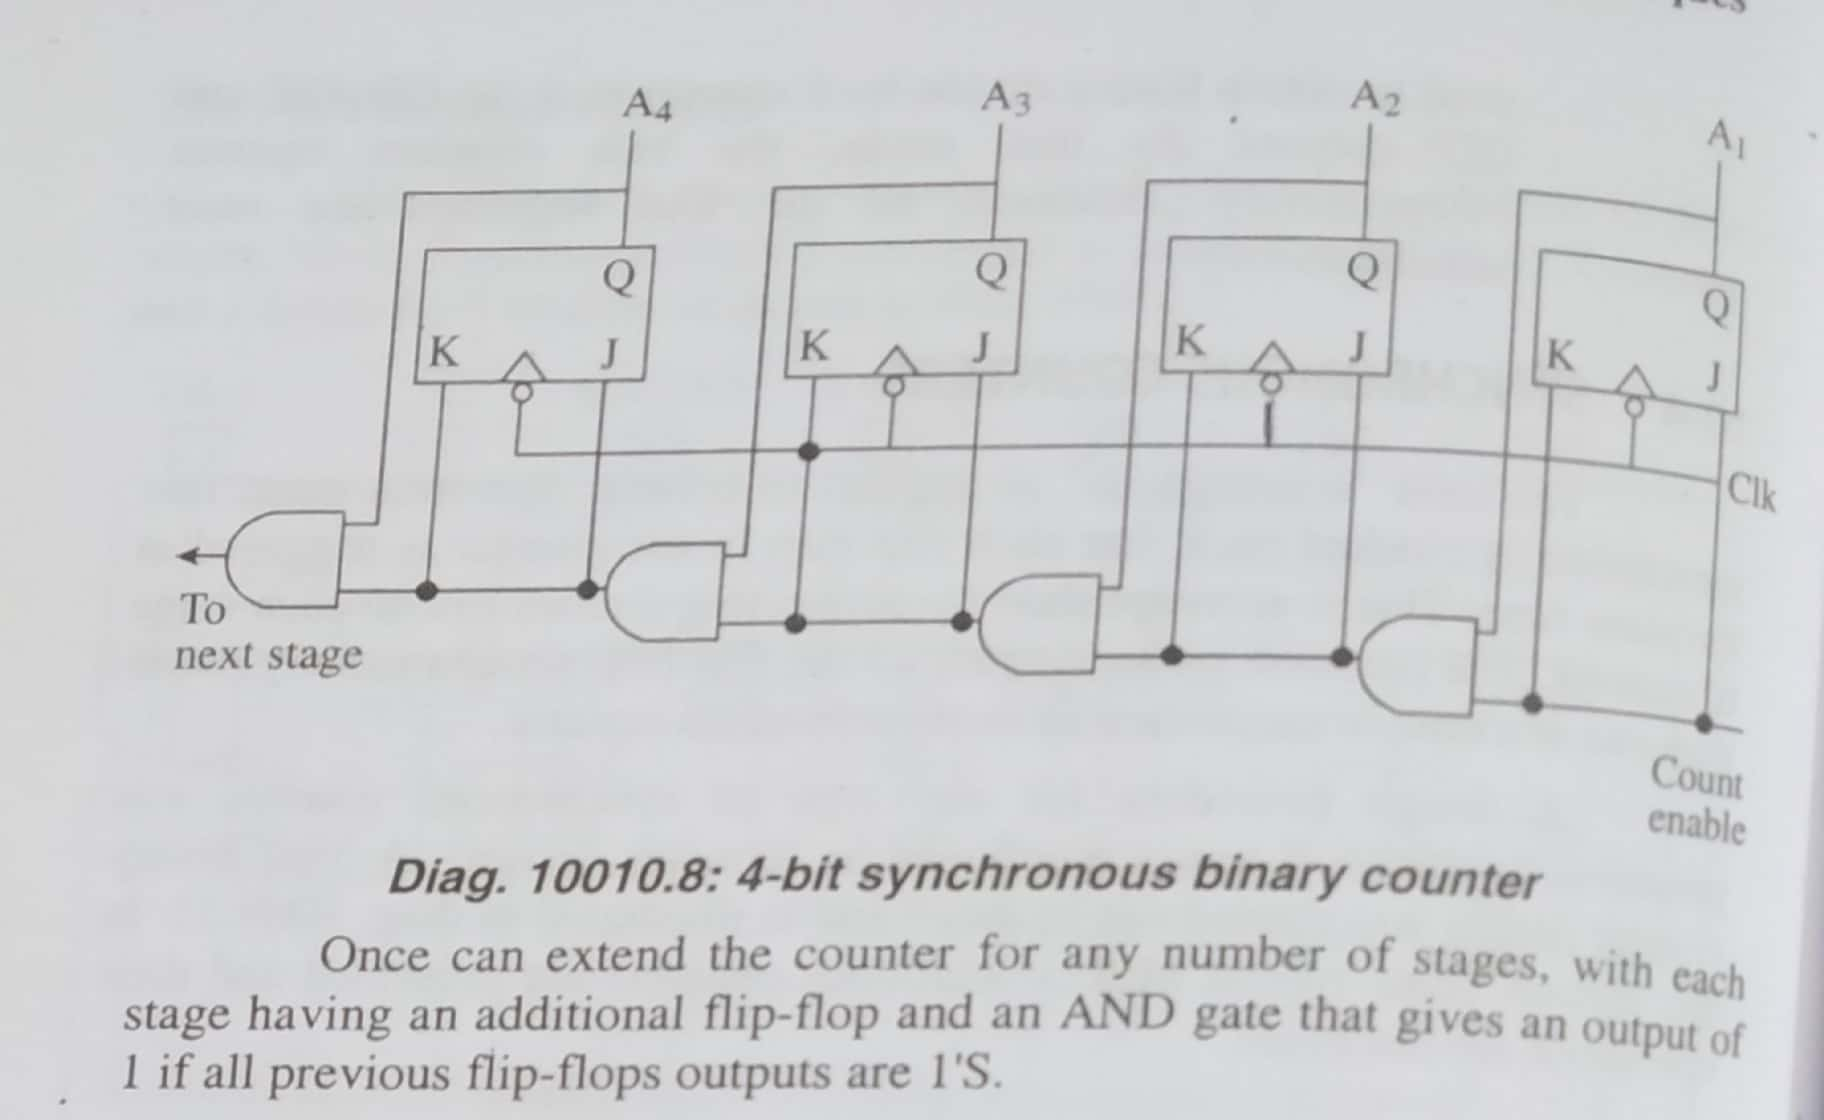 A4
A3
A2
A1
Q
Q
Q
Q
K
J
K
J
K
J
K
J
Clk
To
next stage
Count
enable
Diag. 10010.8: 4-bit synchronous binary counter
Once can extend the counter for any number of stages, with each
stage having an additional flip-flop and an AND gate that gives an output of
1 if all previous flip-flops outputs are 1'S.